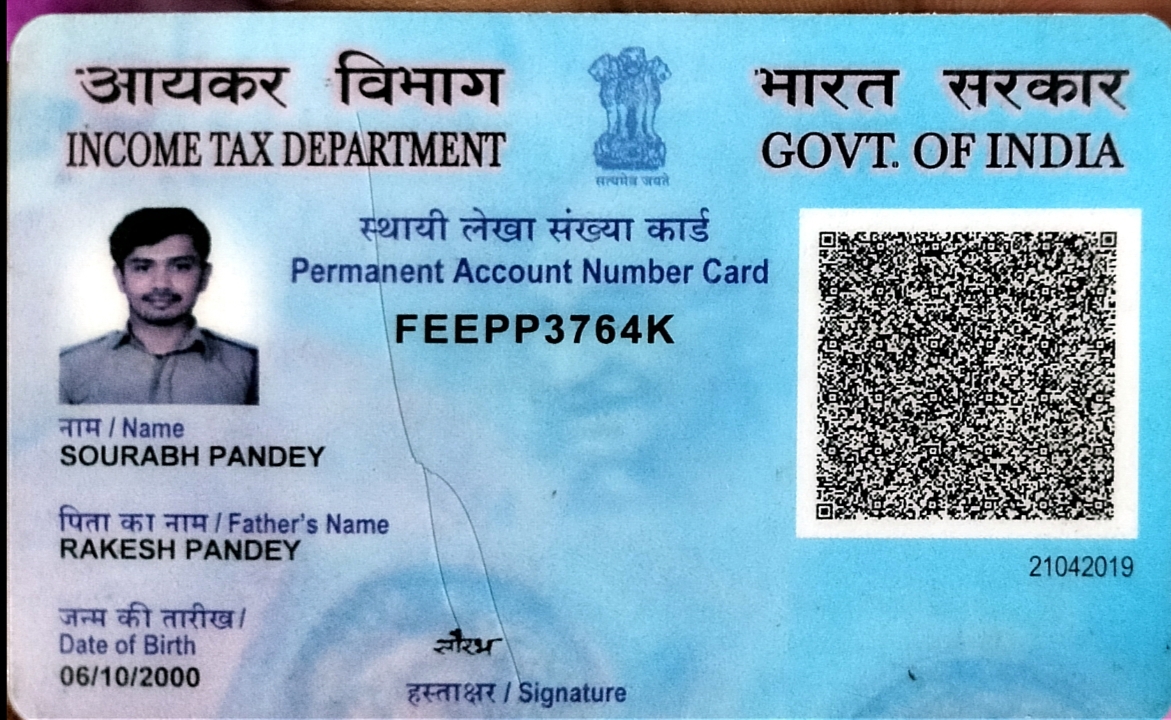 आयकर विभाग
INCOME TAX DEPARTMENT
भारत सरकार
GOVT. OF INDIA
सत्यमेव जयते
स्थायी लेखा संख्या कार्ड
Permanent Account Number Card
FEEPP3764K
नाम / Name
SOURABH PANDEY
पिता का नाम / Father's Name
RAKESH PANDEY
21042019
जन्म की तारीख /
Date of Birth
06/10/2000
सौरभ
हस्ताक्षर / Signature